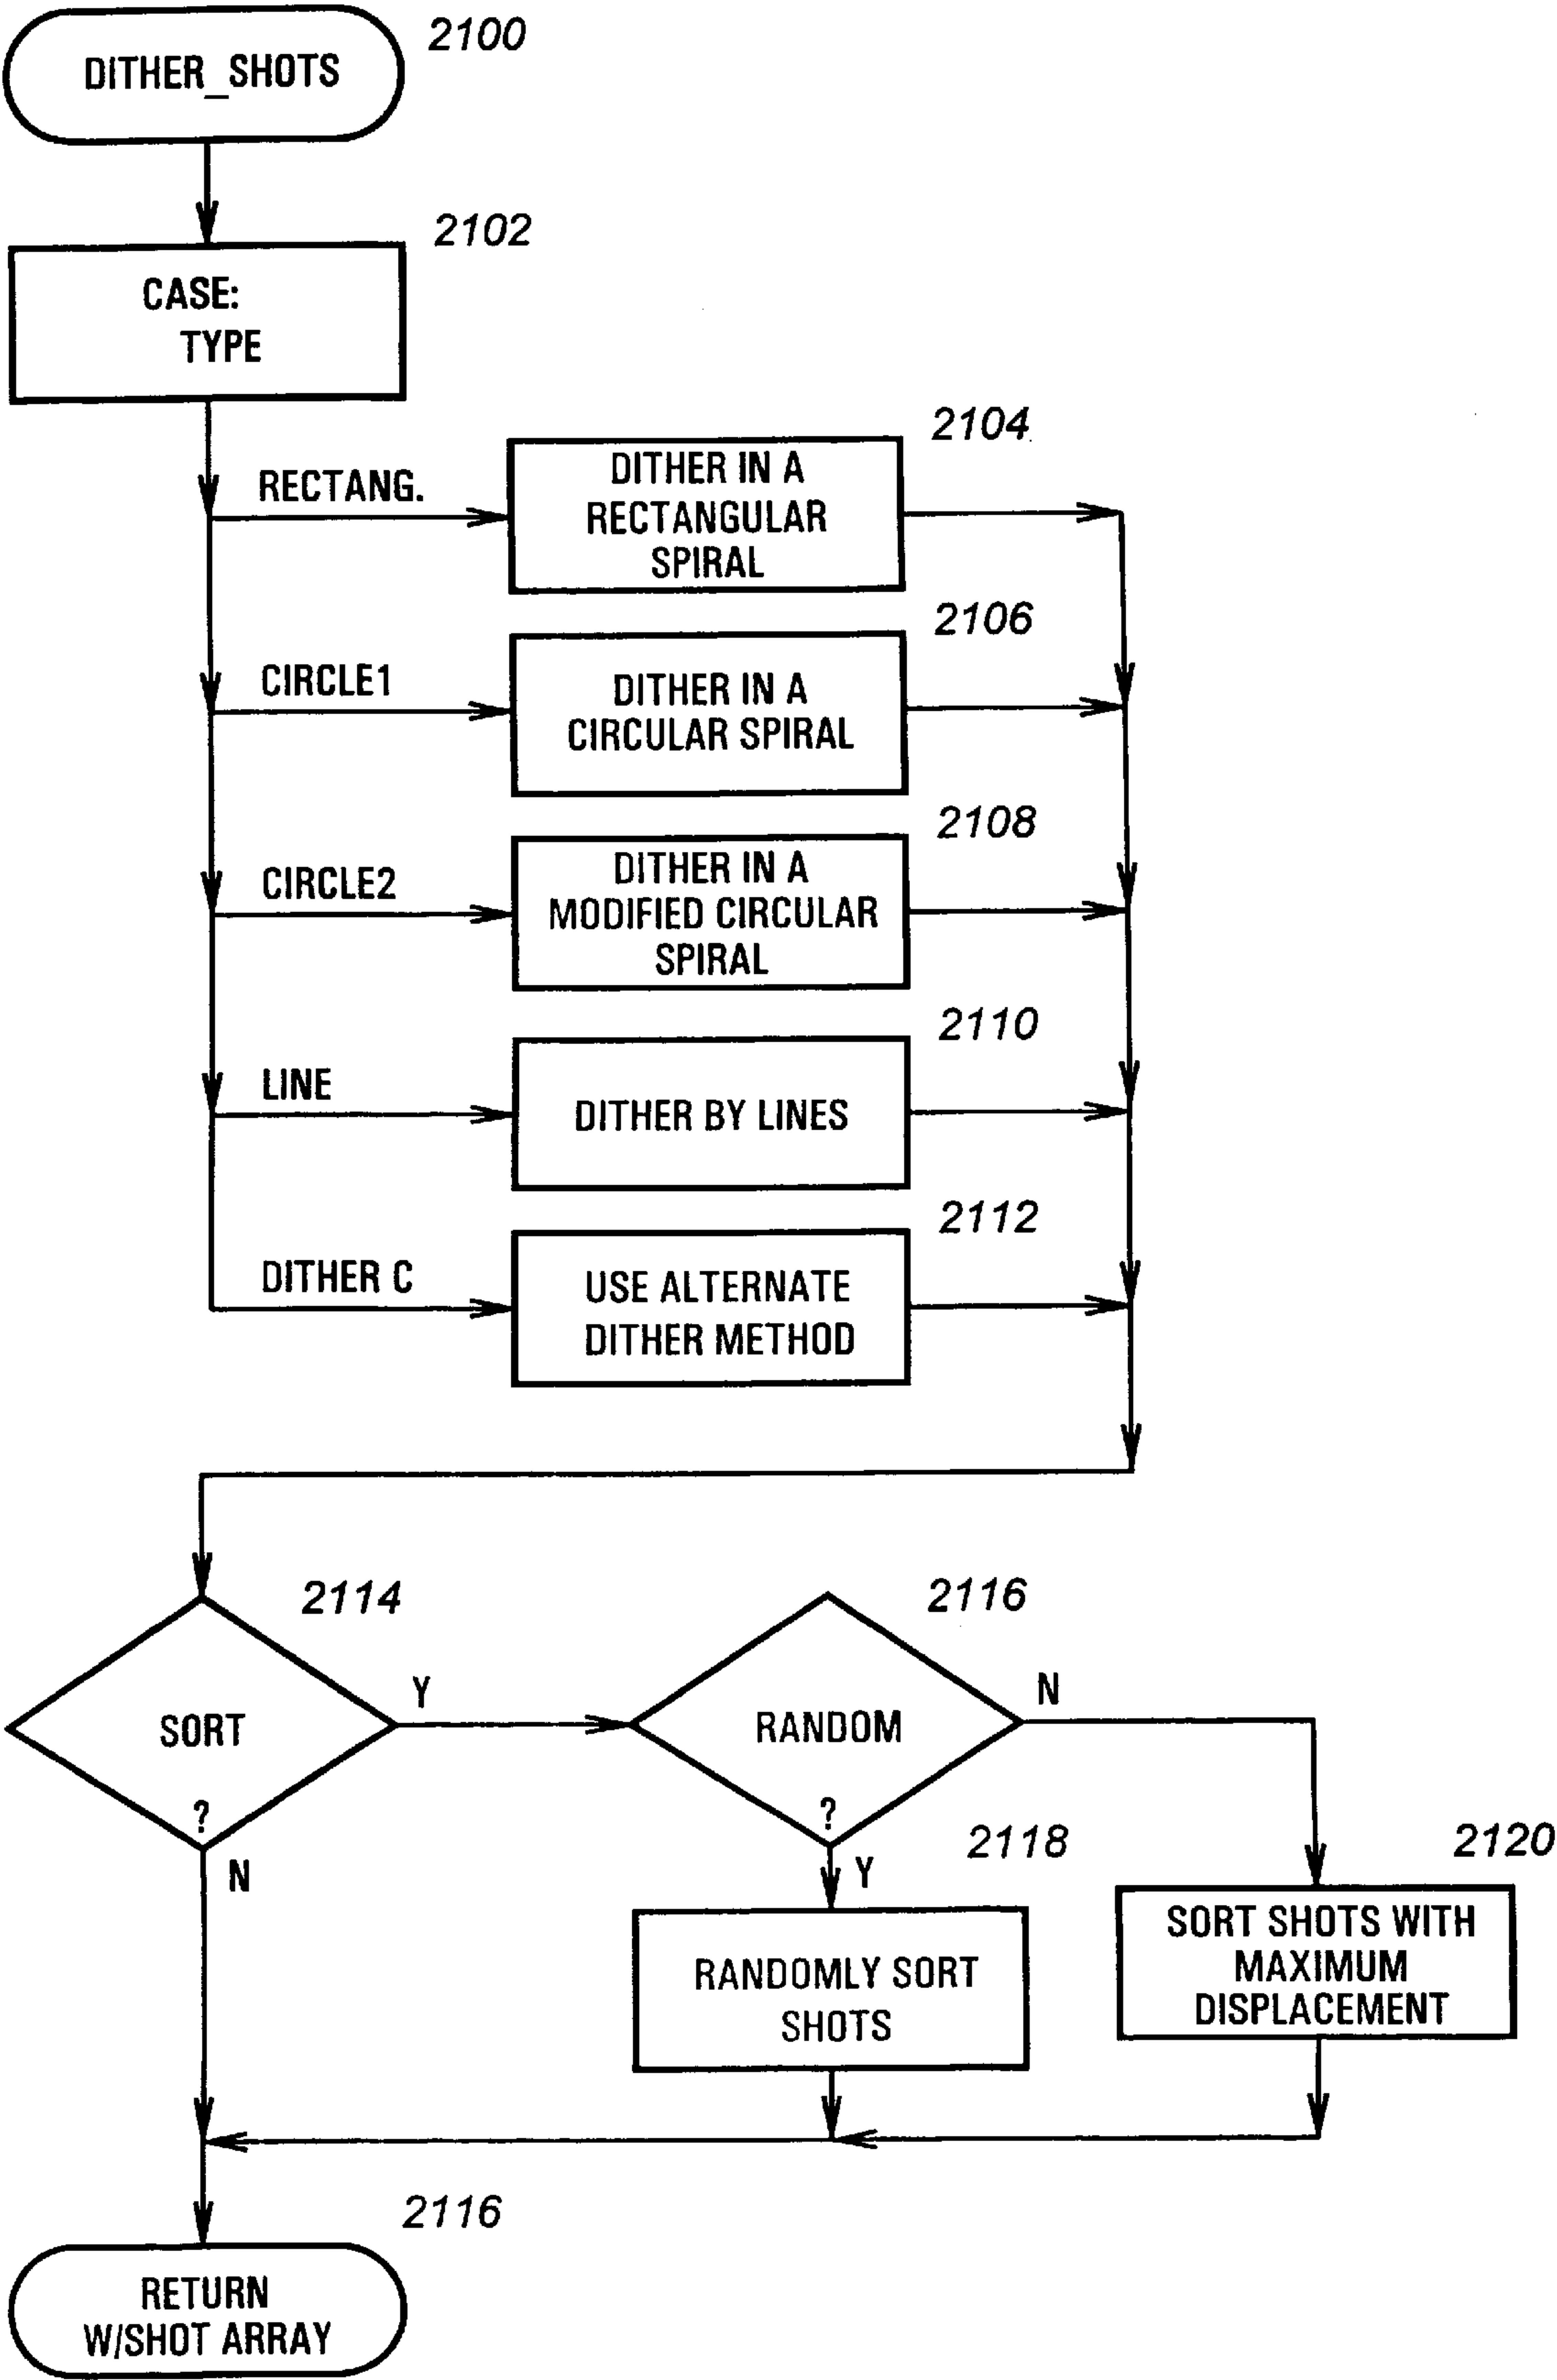 2100
DITHER_SHOTS
2102
CASE:
TYPE
2104
RECTANG.
DITHER IN A
RECTANGULAR
SPIRAL
2106
CIRCLE1
DITHER IN A
CIRCULAR SPIRAL
2108
CIRCLE2
DITHER IN A
MODIFIED CIRCULAR
SPIRAL
2110
LINE
DITHER BY LINES
2112
DITHER C
USE ALTERNATE
DITHER METHOD
2114
SORT
?
Y
N
2116
RANDOM
?
N
Y
2118
RANDOMLY SORT
SHOTS
2120
SORT SHOTS WITH
MAXIMUM
DISPLACEMENT
2116
RETURN
W/SHOT ARRAY